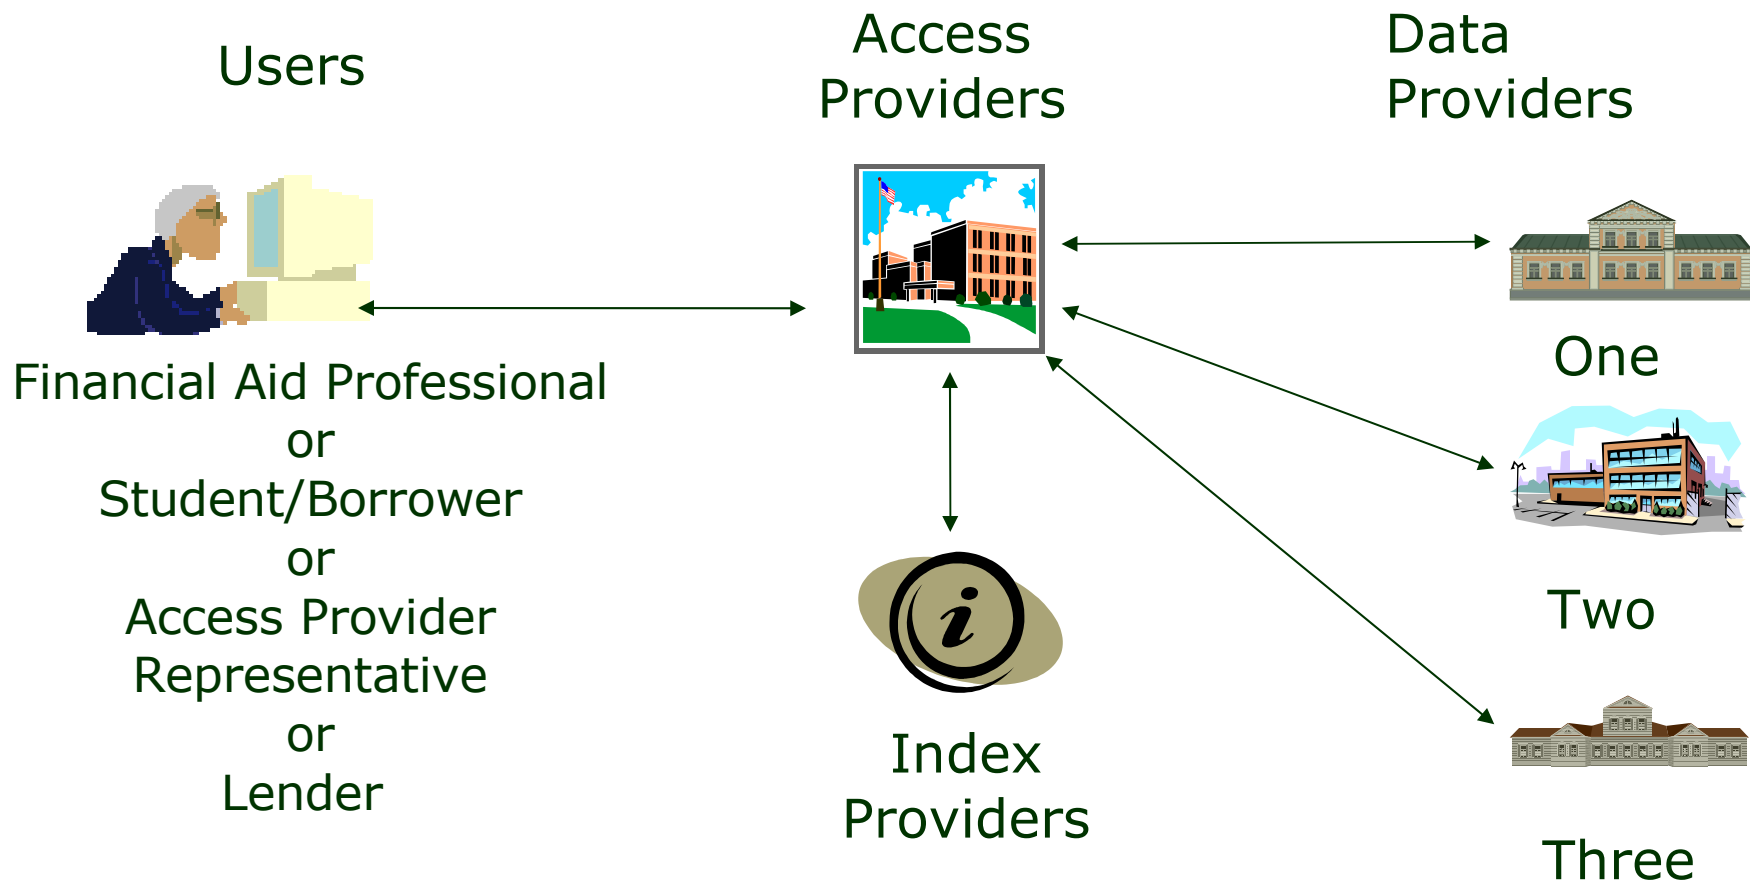 Users
Access
Providers
Data
Providers
Financial Aid Professional
or
Student/Borrower
or
Access Provider
Representative
or
Lender
i
Index
Providers
One
Two
Three